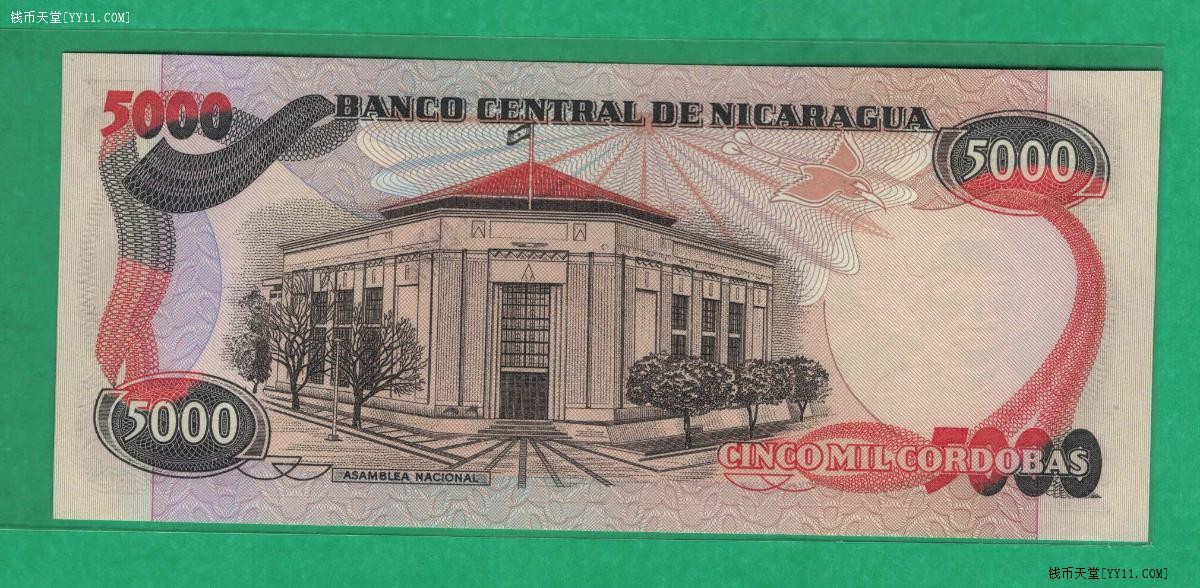 钱币天堂[YY11.COM]
5000
BANCO CENTRAL DE NICARAGUA
5000
5000
ASAMBLEA NACIONAL
CINCO MIL CORDOBAS
5000
钱币天堂[YY11.COM]